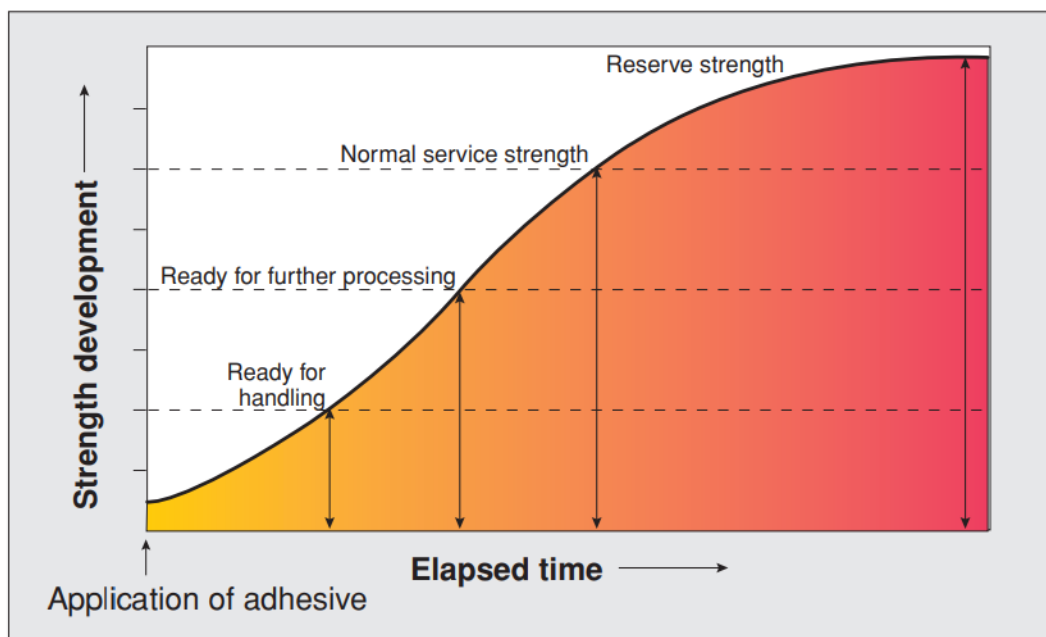 Reserve strength
Normal service strength
Ready for further processing
Ready for
handling
Strength development
Elapsed time
Application of adhesive